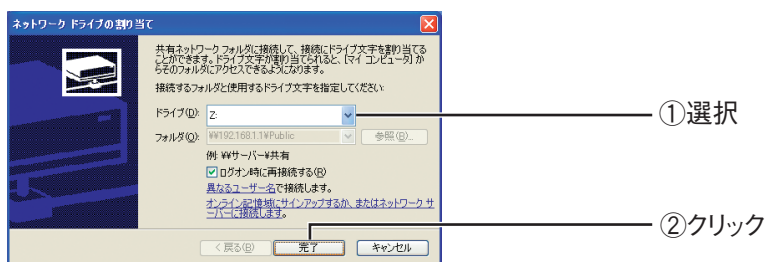 ネットワーク ドライブの割り当て
共有ネットワーク フォルダに接続して、接続にドライブ文字を割り当てる
ことができます。ドライブ文字が割り当てられると、[マイ コンピュータ] か
らそのフォルダにアクセスできるようになります。
接続するフォルダと使用するドライブ文字を指定してください:
ドライブ(D): Z: ①選択
フォルダ(O): ¥¥192.168.1.1¥Public 参照(B)...
例: ¥¥サーバー¥共有
ログオン時に再接続する(R)
異なるユーザー名で接続します。
オンライン記憶域にサインアップするか、またはネットワーク サ
ーバーに接続します。
< 戻る(B) 完了 キャンセル ②クリック